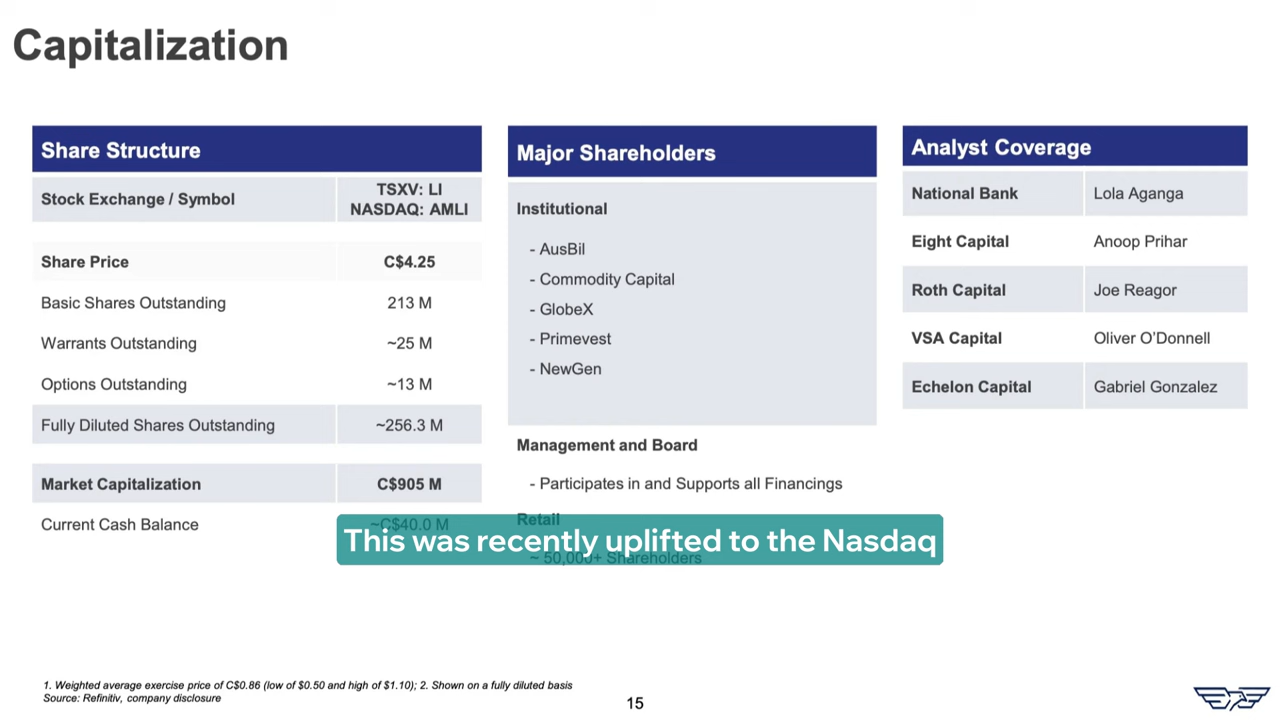 Capitalization
Share Structure
Stock Exchange / Symbol
TSXV: LI
NASDAQ: AMLI
Share Price
C$4.25
Basic Shares Outstanding
213 M
Warrants Outstanding
~25 M
Options Outstanding
~13 M
Fully Diluted Shares Outstanding
~256.3 M
Market Capitalization
C$905 M
Current Cash Balance
~C$40.0 M
Major Shareholders
Institutional
- AusBil
- Commodity Capital
- GlobeX
- Primevest
- NewGen
Management and Board
- Participates in and Supports all Financings
Retail
~ 50,000+ Shareholders
Analyst Coverage
National Bank
Lola Aganga
Eight Capital
Anoop Prihar
Roth Capital
Joe Reagor
VSA Capital
Oliver O'Donnell
Echelon Capital
Gabriel Gonzalez
This was recently uplifted to the Nasdaq
1. Weighted average exercise price of C$0.86 (low of $0.50 and high of $1.10); 2. Shown on a fully diluted basis
Source: Refinitiv, company disclosure
15